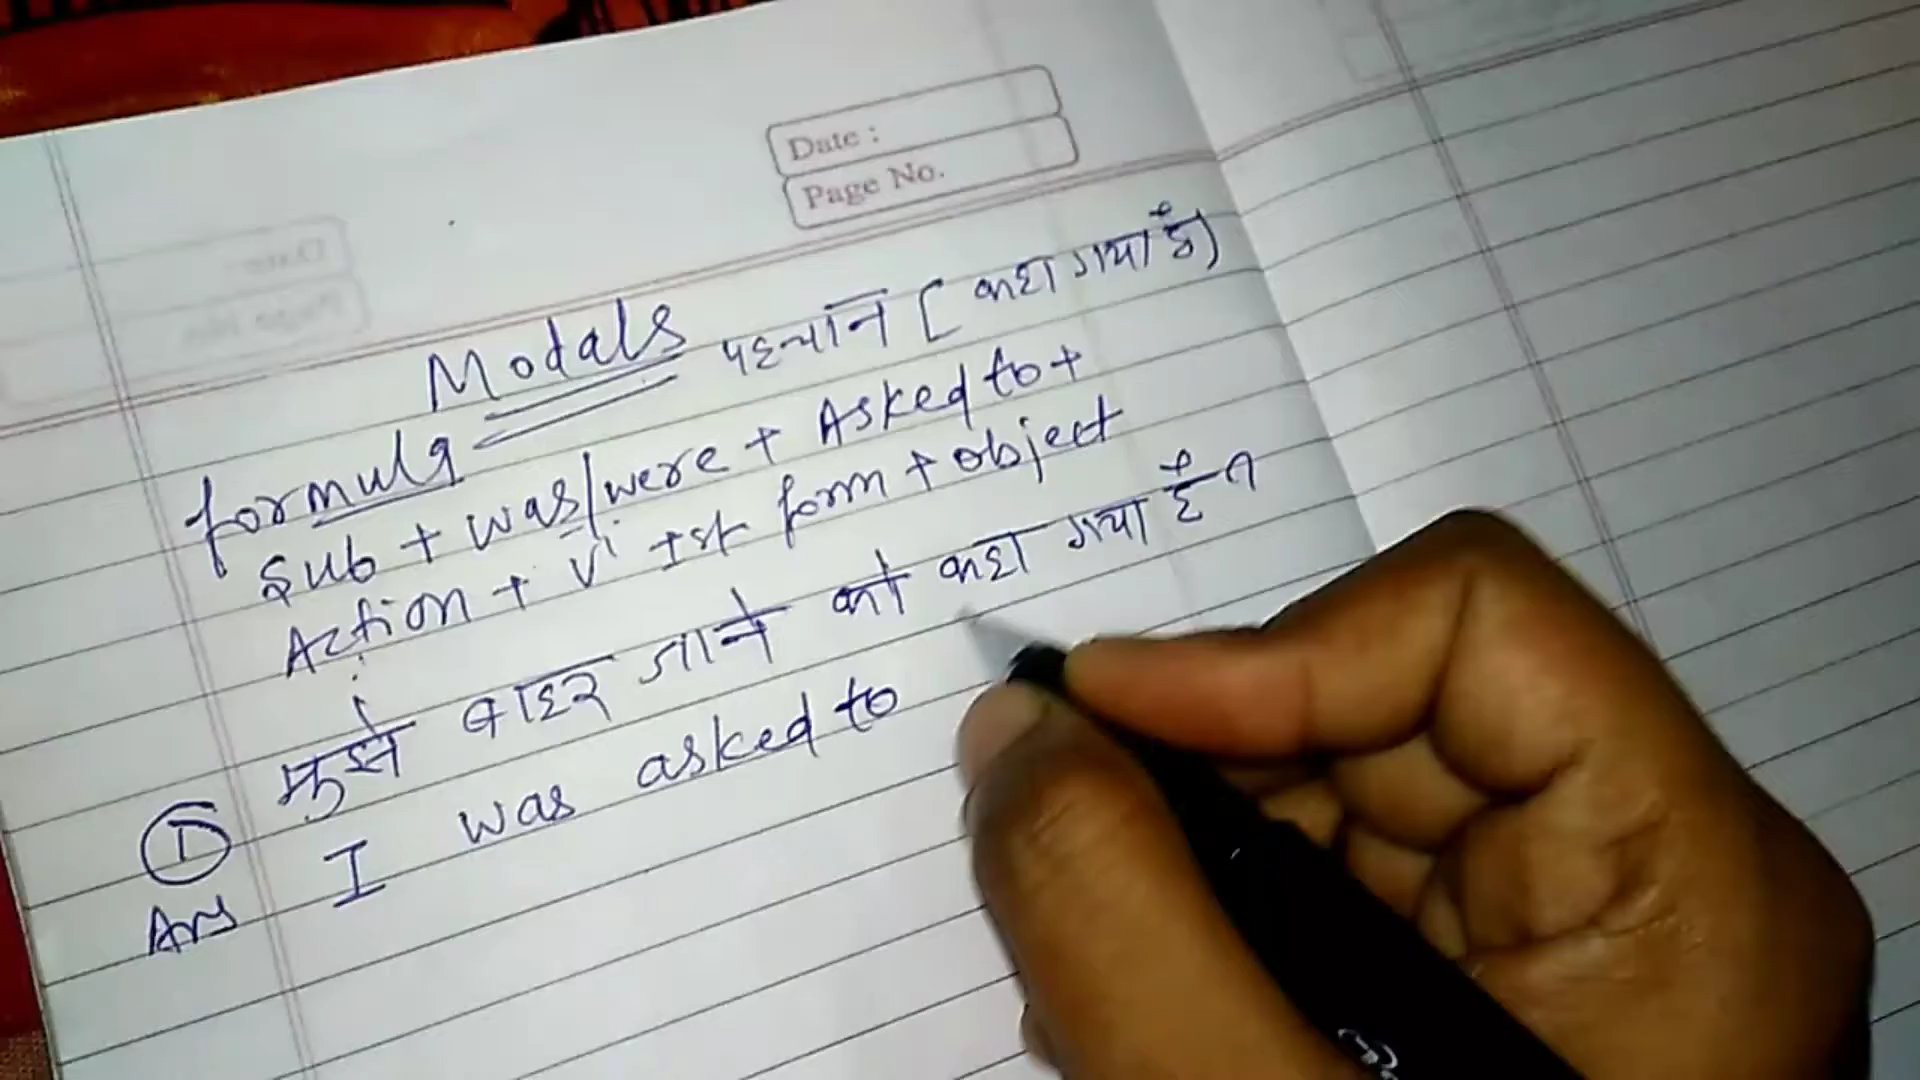 Date :
Page No.
Modals पहचान [ कहा गया है)
formula
Sub + was/were + Asked to +
Action + V¹ Ist form + object
① मुझे बाहर जाने को कहा गया है।
Ans I was asked to